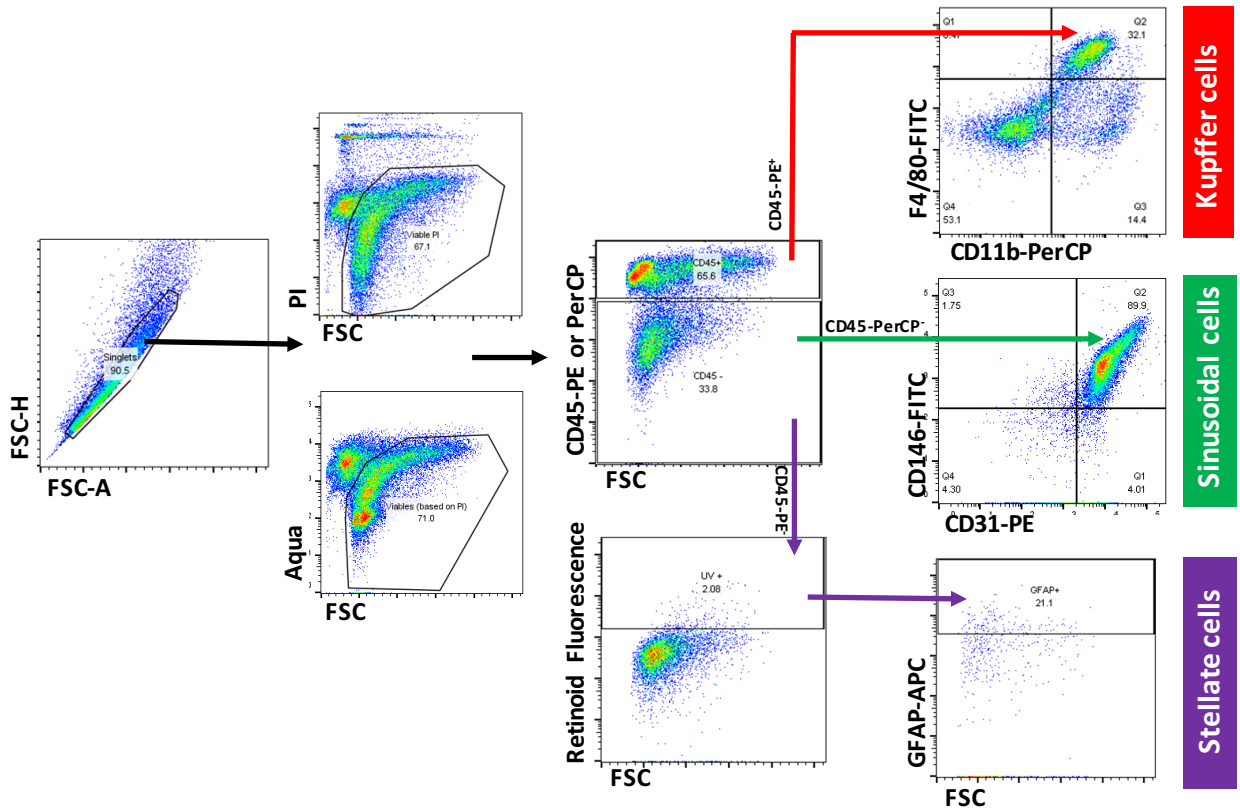 FSC-H
Singlets
90.5
FSC-A
PI
Viable PI
67.1
FSC
Aqua
Viables (based on PI)
71.0
FSC
CD45-PE or PerCP
CD45+
65.6
CD45 -
33.8
FSC
CD45-PE+
CD45-PerCP-
CD45-PE-
F4/80-FITC
Q1
Q2
32.1
Q4
53.1
Q3
14.4
CD11b-PerCP
Kupffer cells
CD146-FITC
Q3
1.75
Q2
89.9
Q4
4.30
Q1
4.01
CD31-PE
Sinusoidal cells
Retinoid Fluorescence
UV +
2.08
FSC
GFAP-APC
GFAP+
21.1
FSC
Stellate cells